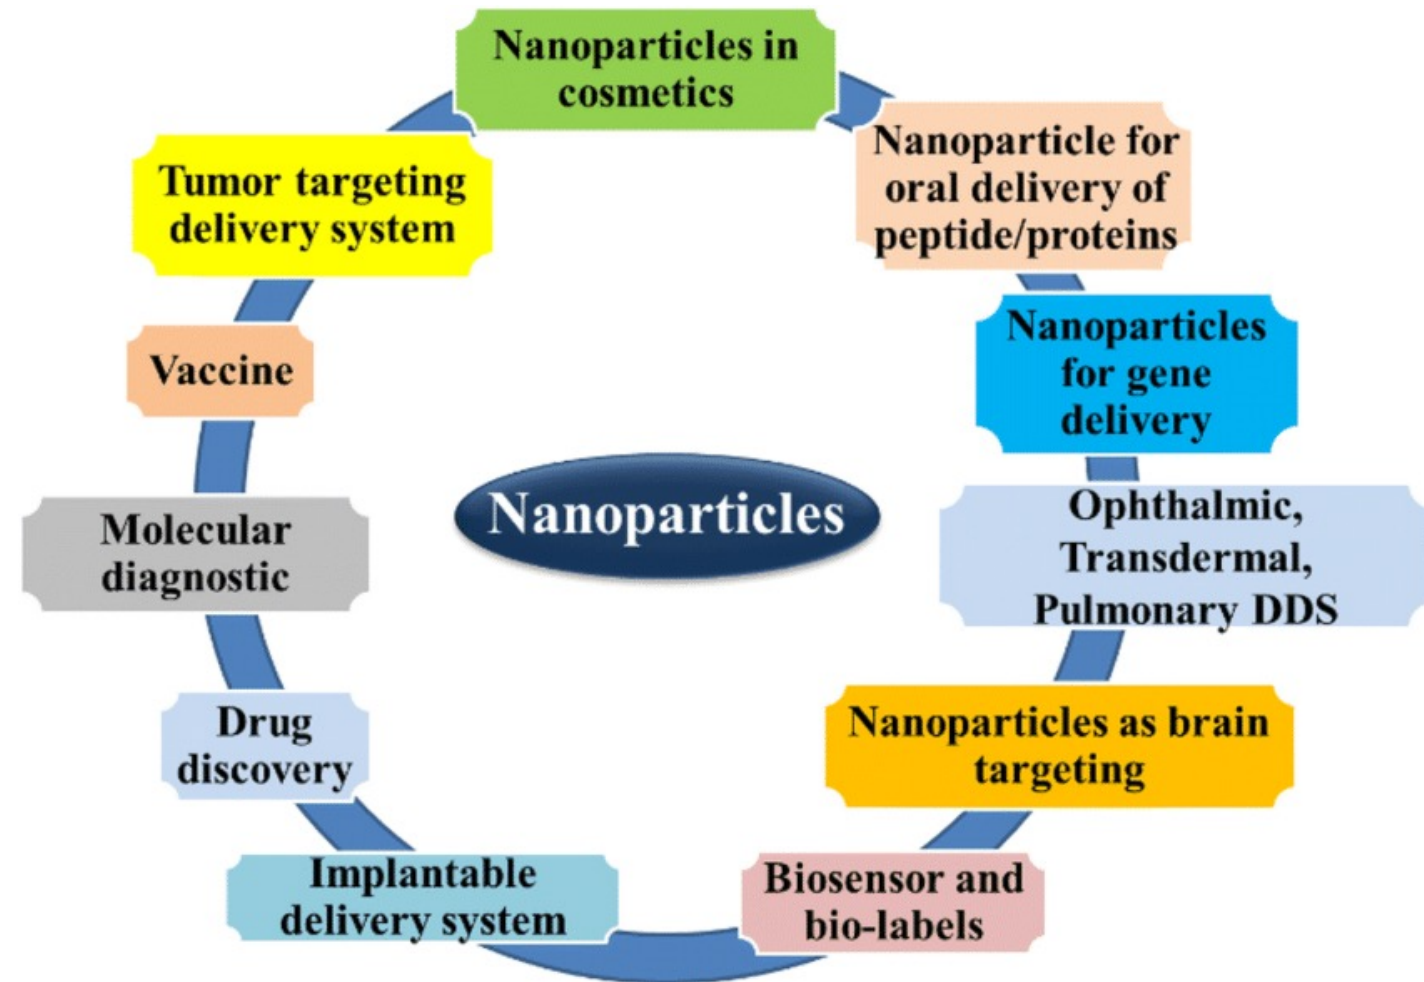 Nanoparticles in
cosmetics
Nanoparticle for
oral delivery of
peptide/proteins
Nanoparticles
for gene
delivery
Ophthalmic,
Transdermal,
Pulmonary DDS
Nanoparticles as brain
targeting
Biosensor and
bio-labels
Implantable
delivery system
Drug
discovery
Molecular
diagnostic
Vaccine
Tumor targeting
delivery system
Nanoparticles